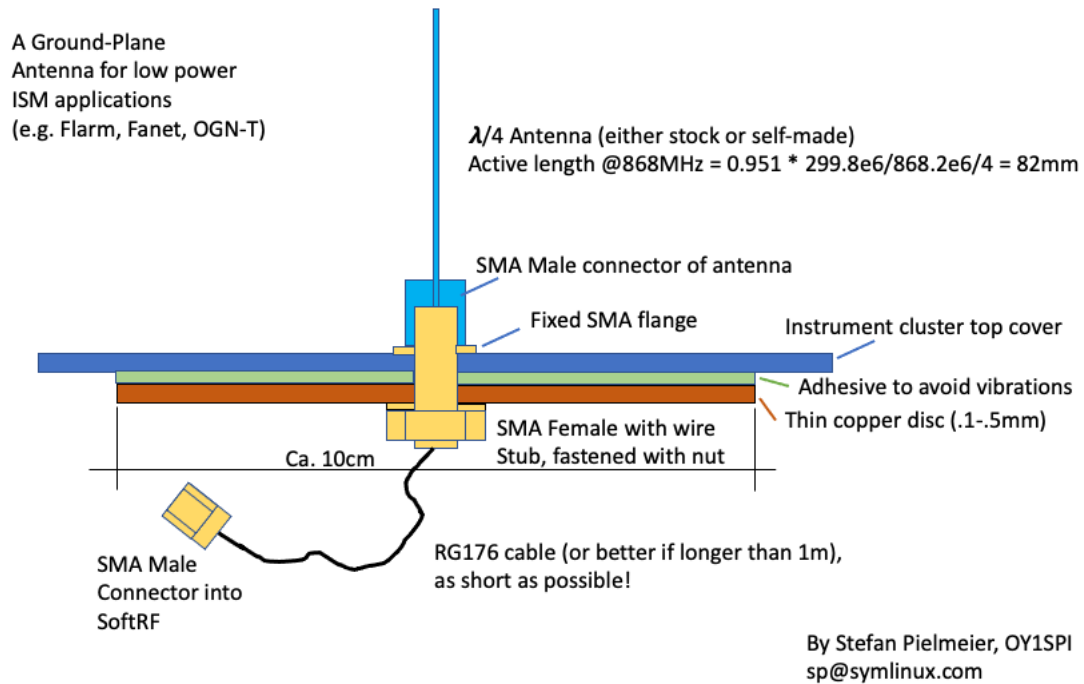 A Ground-Plane
Antenna for low power
ISM applications
(e.g. Flarm, Fanet, OGN-T)
𝝀/4 Antenna (either stock or self-made)
Active length @868MHz = 0.951 * 299.8e6/868.2e6/4 = 82mm
SMA Male connector of antenna
Fixed SMA flange
Instrument cluster top cover
Adhesive to avoid vibrations
Thin copper disc (.1-.5mm)
SMA Female with wire
Stub, fastened with nut
Ca. 10cm
RG176 cable (or better if longer than 1m),
as short as possible!
SMA Male
Connector into
SoftRF
By Stefan Pielmeier, OY1SPI
sp@symlinux.com